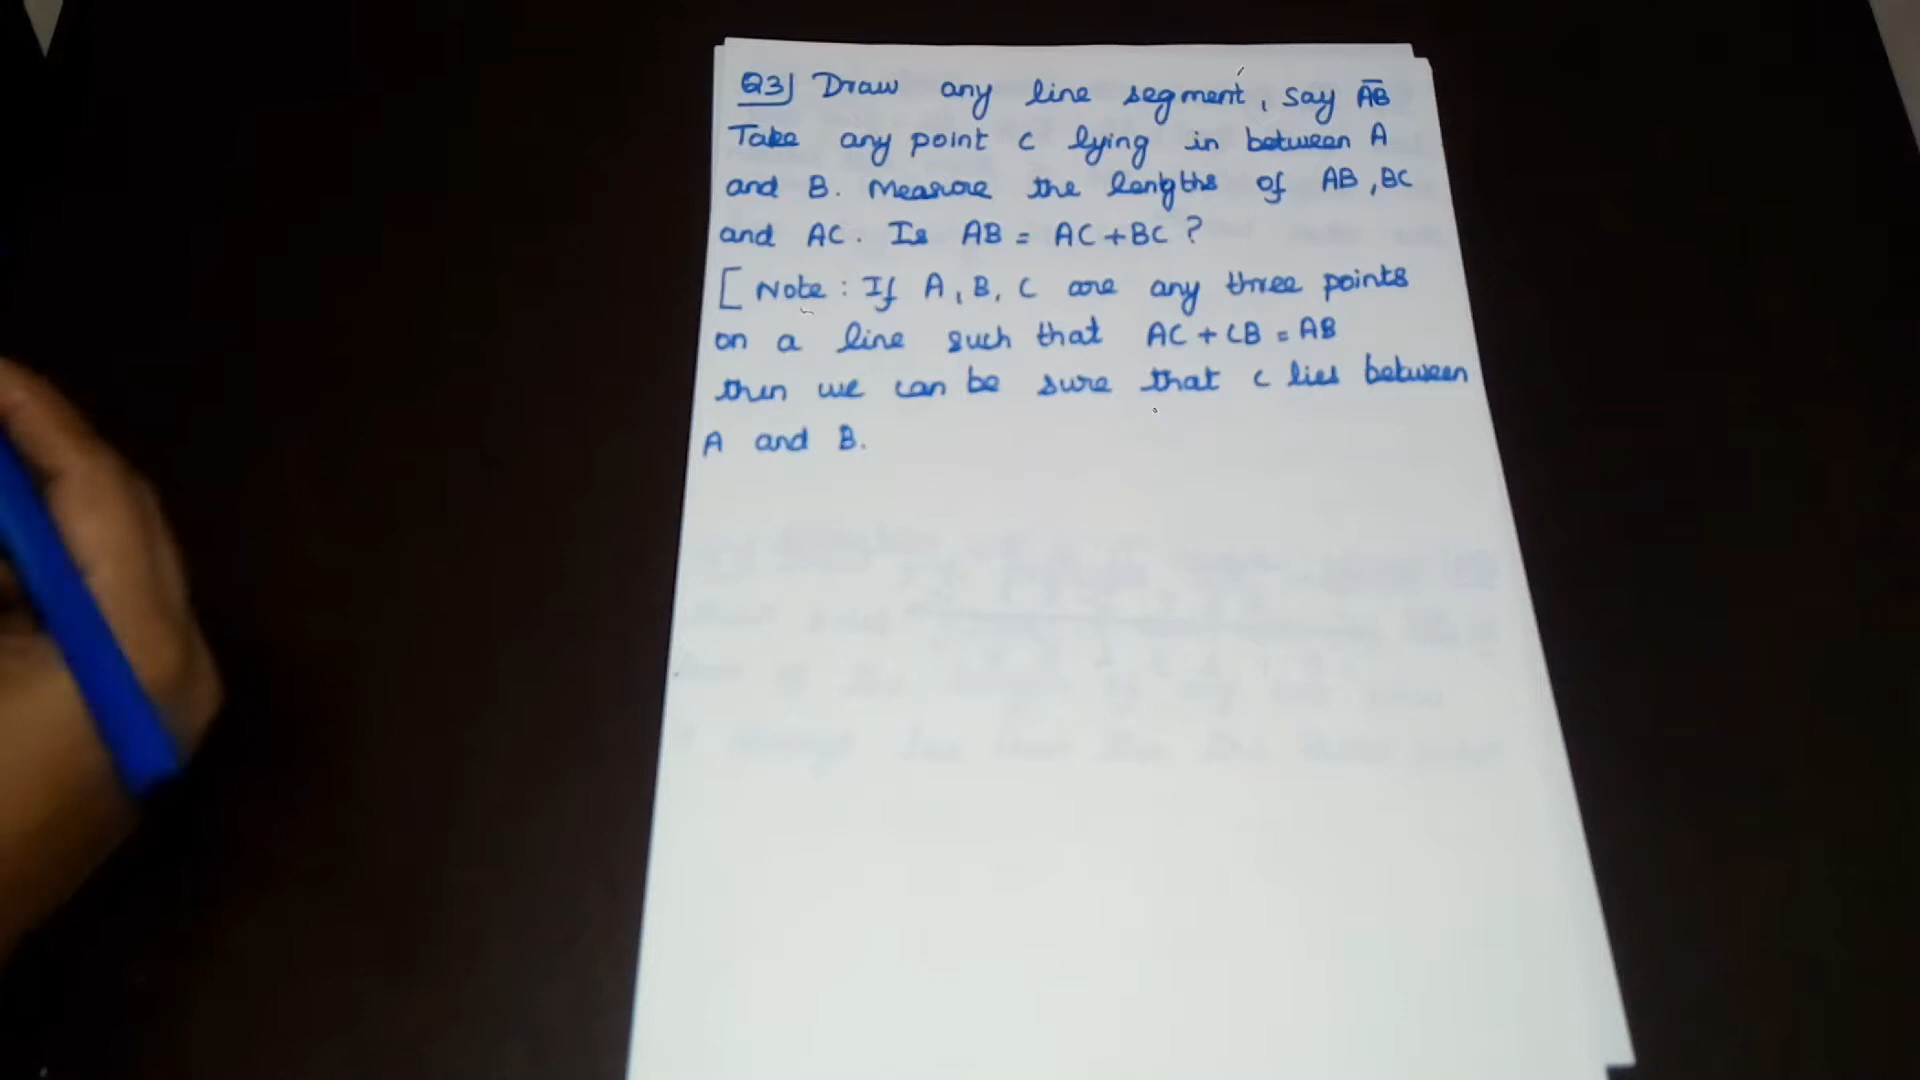 Q3) Draw any line segment, say A̅B̅
Take any point C lying in between A
and B. Measure the lengths of AB, BC
and AC. Is AB = AC + BC ?
[ Note : If A, B, C are any three points
on a line such that AC + CB = AB
then we can be sure that C lies between
A and B.